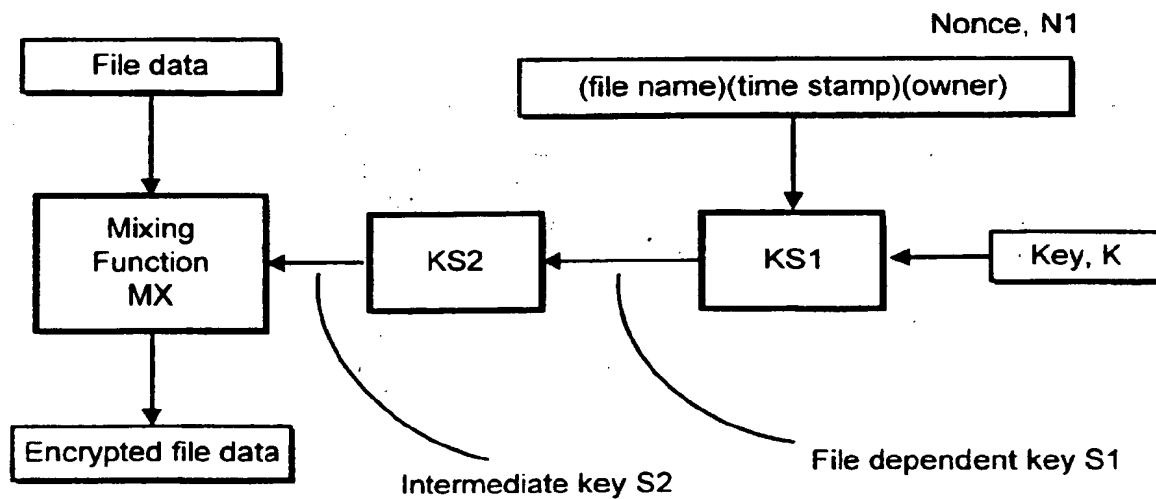 Nonce, N1
File data
(file name)(time stamp)(owner)
Mixing
Function
MX
KS2
KS1
Key, K
Encrypted file data
Intermediate key S2
File dependent key S1